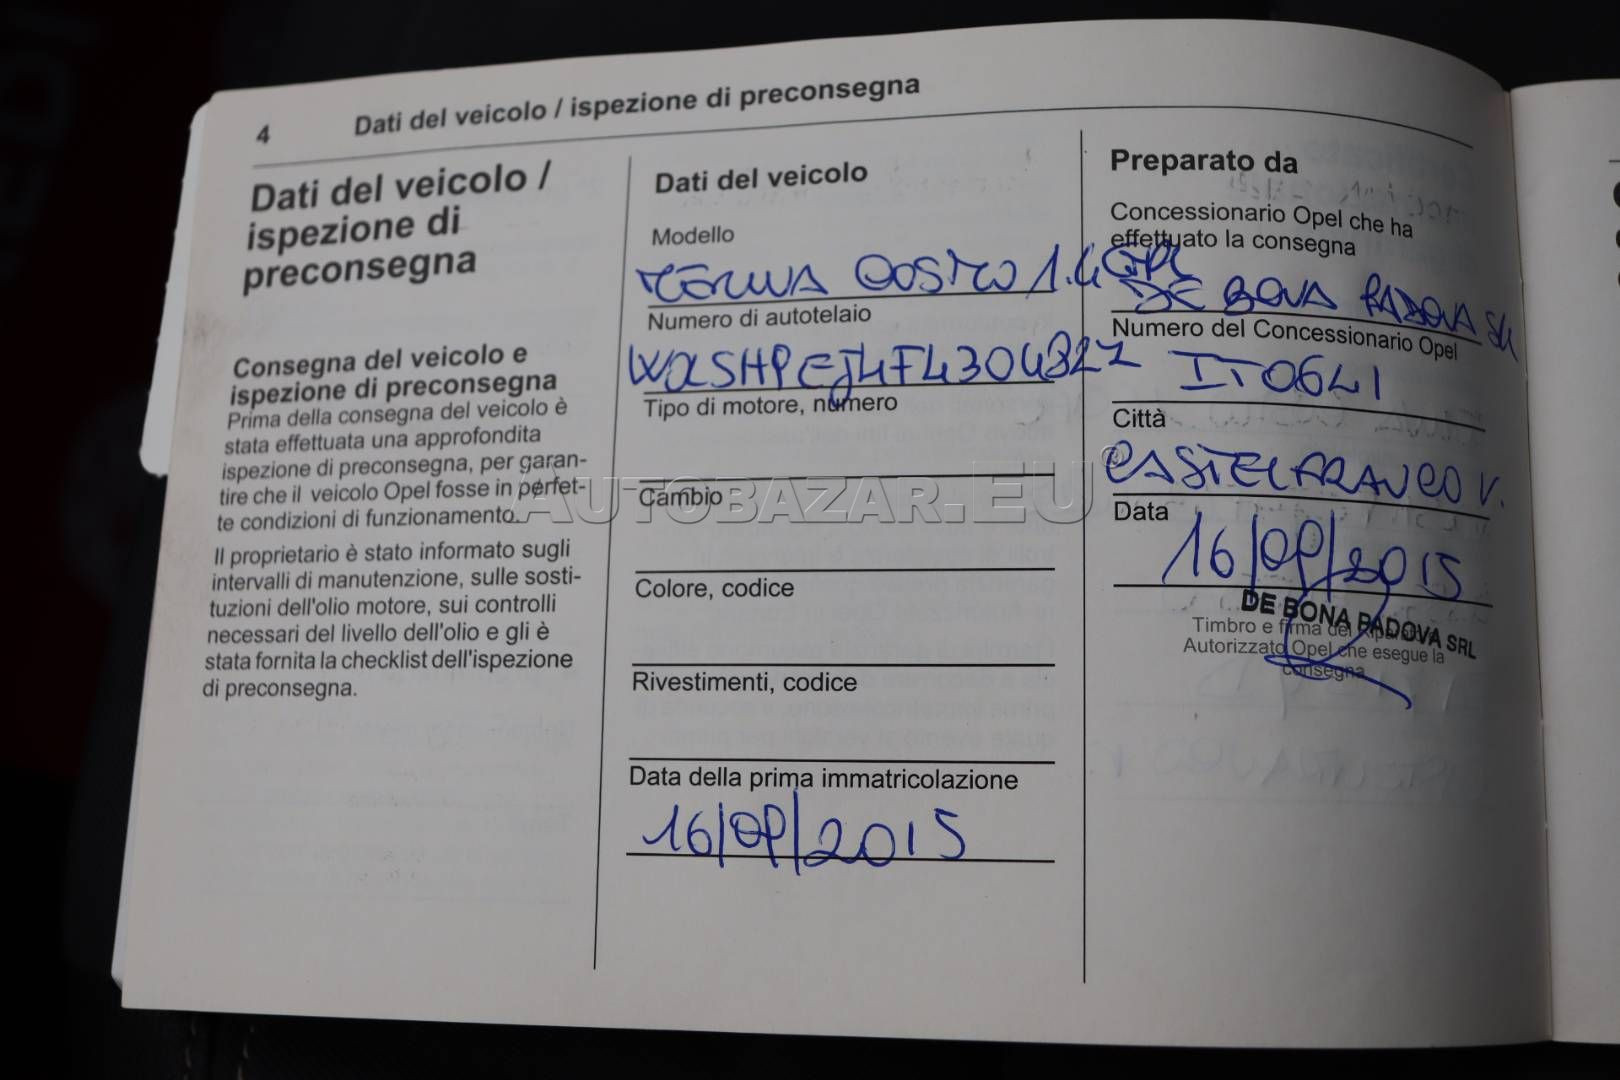 4 Dati del veicolo / ispezione di preconsegna
Dati del veicolo /
ispezione di
preconsegna
Consegna del veicolo e
ispezione di preconsegna
Prima della consegna del veicolo è
stata effettuata una approfondita
ispezione di preconsegna, per garan-
tire che il veicolo Opel fosse in perfet-
te condizioni di funzionamento.
Il proprietario è stato informato sugli
intervalli di manutenzione, sulle sosti-
tuzioni dell'olio motore, sui controlli
necessari del livello dell'olio e gli è
stata fornita la checklist dell'ispezione
di preconsegna.
Dati del veicolo
Modello
1.4 GPL
Numero di autotelaio
Tipo di motore, numero
Cambio
Colore, codice
Rivestimenti, codice
Data della prima immatricolazione
16/09/2015
Preparato da
Concessionario Opel che ha
effettuato la consegna
DE BONA PADOVA Srl
Numero del Concessionario Opel
IT0641
Città
CASTELFRANCO V.
Data
16/09/2015
DE BONA PADOVA SRL
Timbro e firma del Riparatore
Autorizzato Opel che esegue la
consegna
AUTOBAZAR.EU